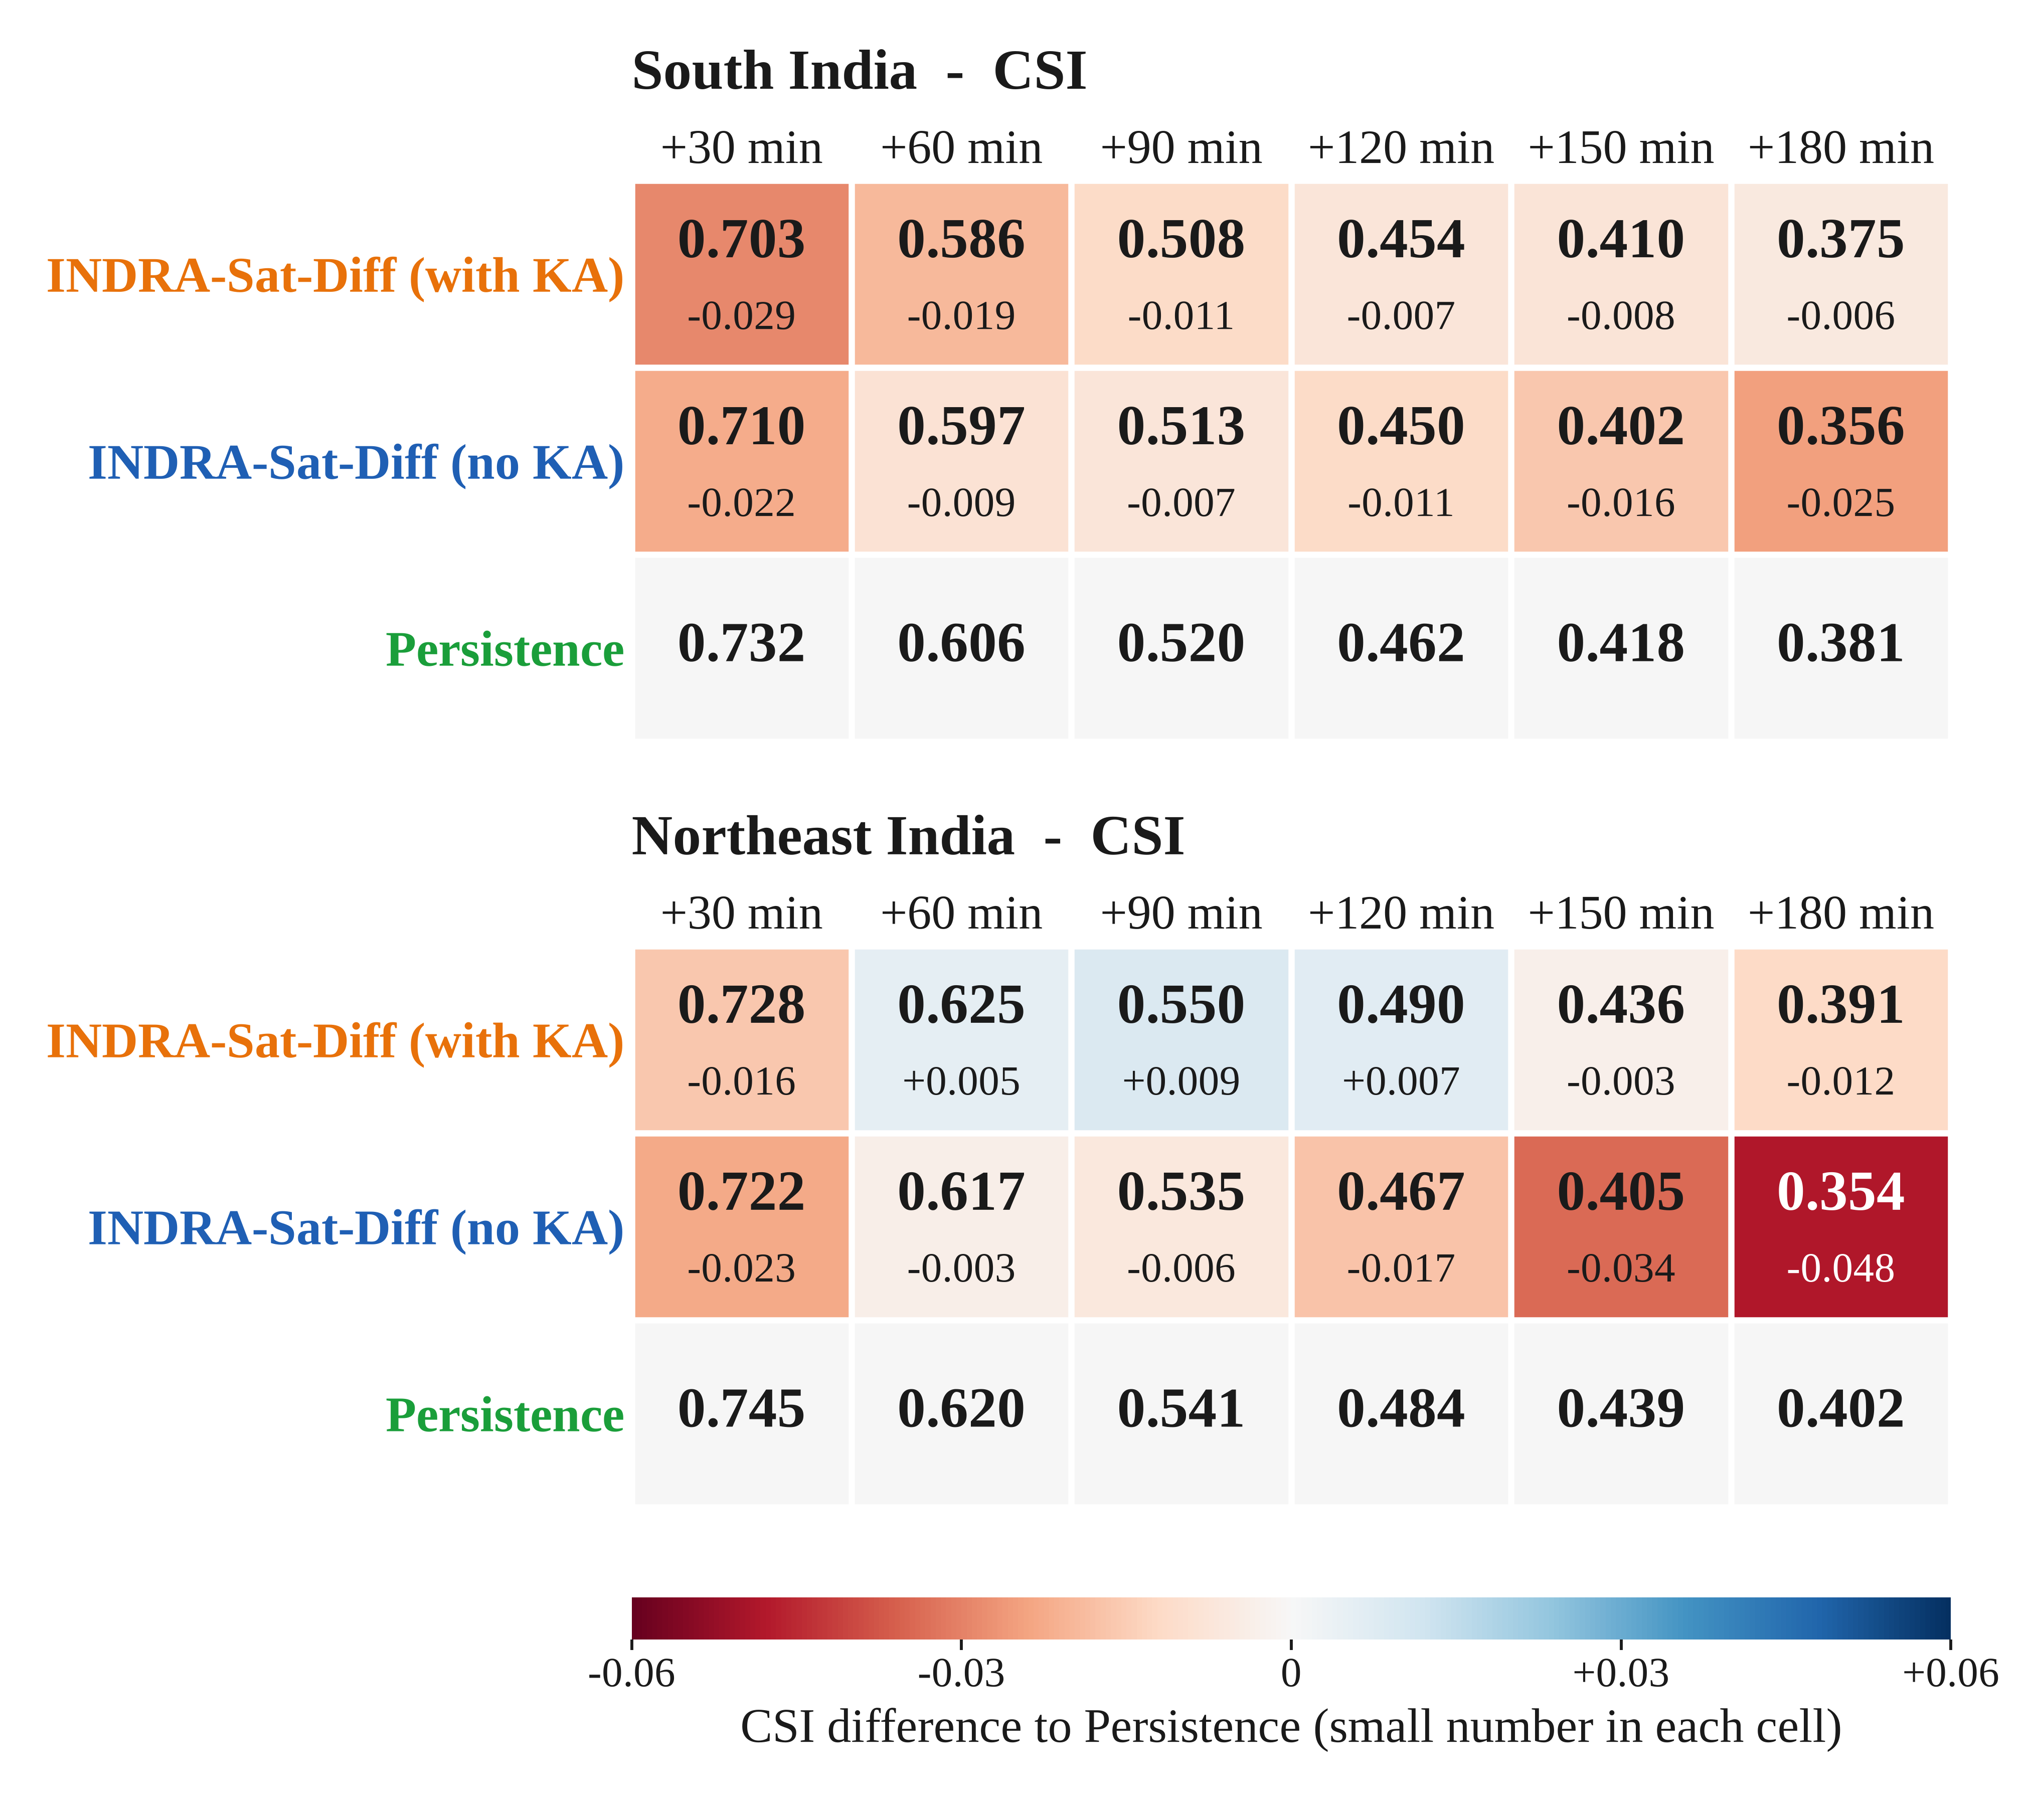 South India - CSI
+30 min +60 min +90 min +120 min +150 min +180 min
INDRA-Sat-Diff (with KA) 0.703 0.586 0.508 0.454 0.410 0.375
-0.029 -0.019 -0.011 -0.007 -0.008 -0.006
INDRA-Sat-Diff (no KA) 0.710 0.597 0.513 0.450 0.402 0.356
-0.022 -0.009 -0.007 -0.011 -0.016 -0.025
Persistence 0.732 0.606 0.520 0.462 0.418 0.381
Northeast India - CSI
+30 min +60 min +90 min +120 min +150 min +180 min
INDRA-Sat-Diff (with KA) 0.728 0.625 0.550 0.490 0.436 0.391
-0.016 +0.005 +0.009 +0.007 -0.003 -0.012
INDRA-Sat-Diff (no KA) 0.722 0.617 0.535 0.467 0.405 0.354
-0.023 -0.003 -0.006 -0.017 -0.034 -0.048
Persistence 0.745 0.620 0.541 0.484 0.439 0.402
-0.06 -0.03 0 +0.03 +0.06
CSI difference to Persistence (small number in each cell)